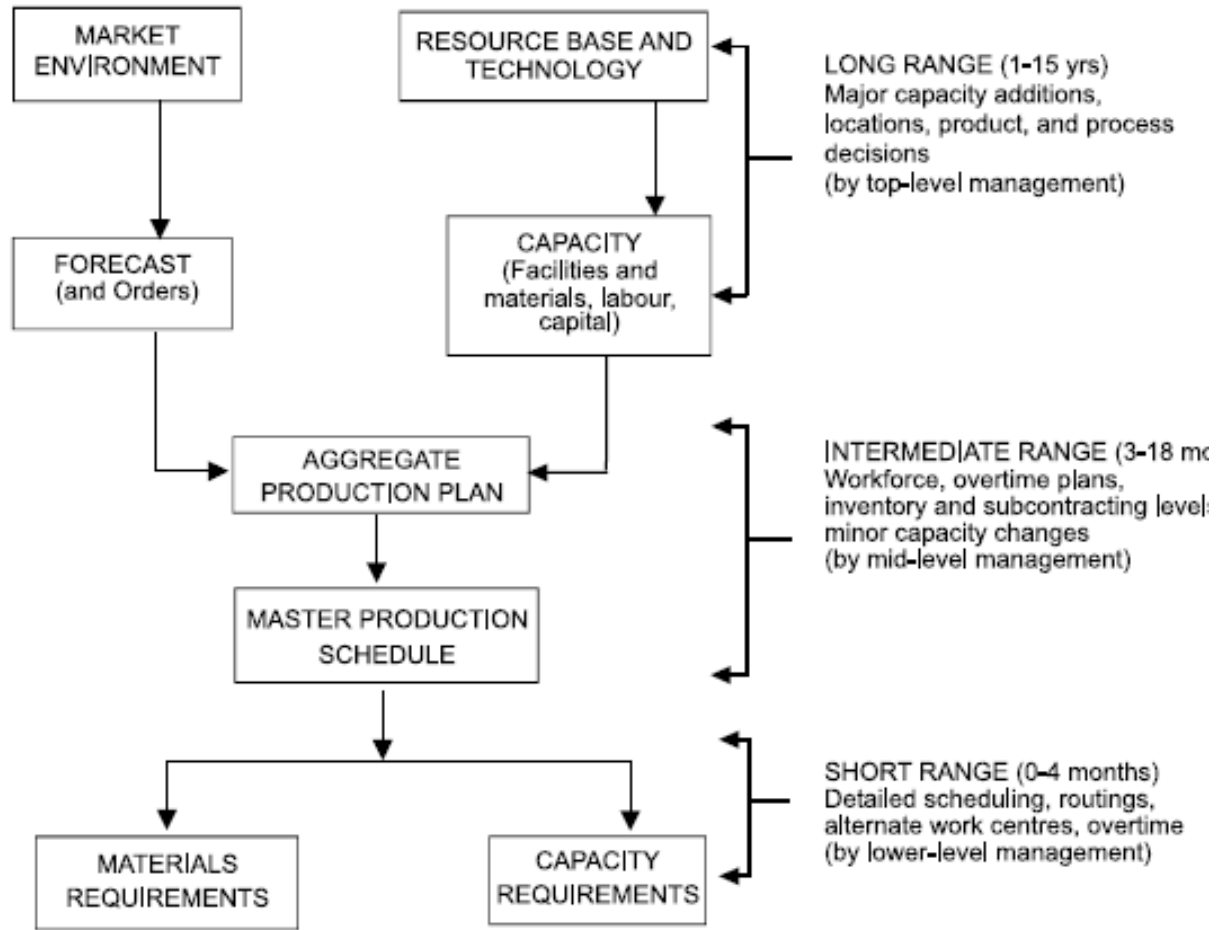 MARKET
ENVIRONMENT
RESOURCE BASE AND
TECHNOLOGY
LONG RANGE (1-15 yrs)
Major capacity additions,
locations, product, and process
decisions
(by top-level management)
FORECAST
(and Orders)
CAPACITY
(Facilities and
materials, labour,
capital)
AGGREGATE
PRODUCTION PLAN
INTERMEDIATE RANGE (3-18 mo
Workforce, overtime plans,
inventory and subcontracting levels
minor capacity changes
(by mid-level management)
MASTER PRODUCTION
SCHEDULE
SHORT RANGE (0-4 months)
Detailed scheduling, routings,
alternate work centres, overtime
(by lower-level management)
MATERIALS
REQUIREMENTS
CAPACITY
REQUIREMENTS